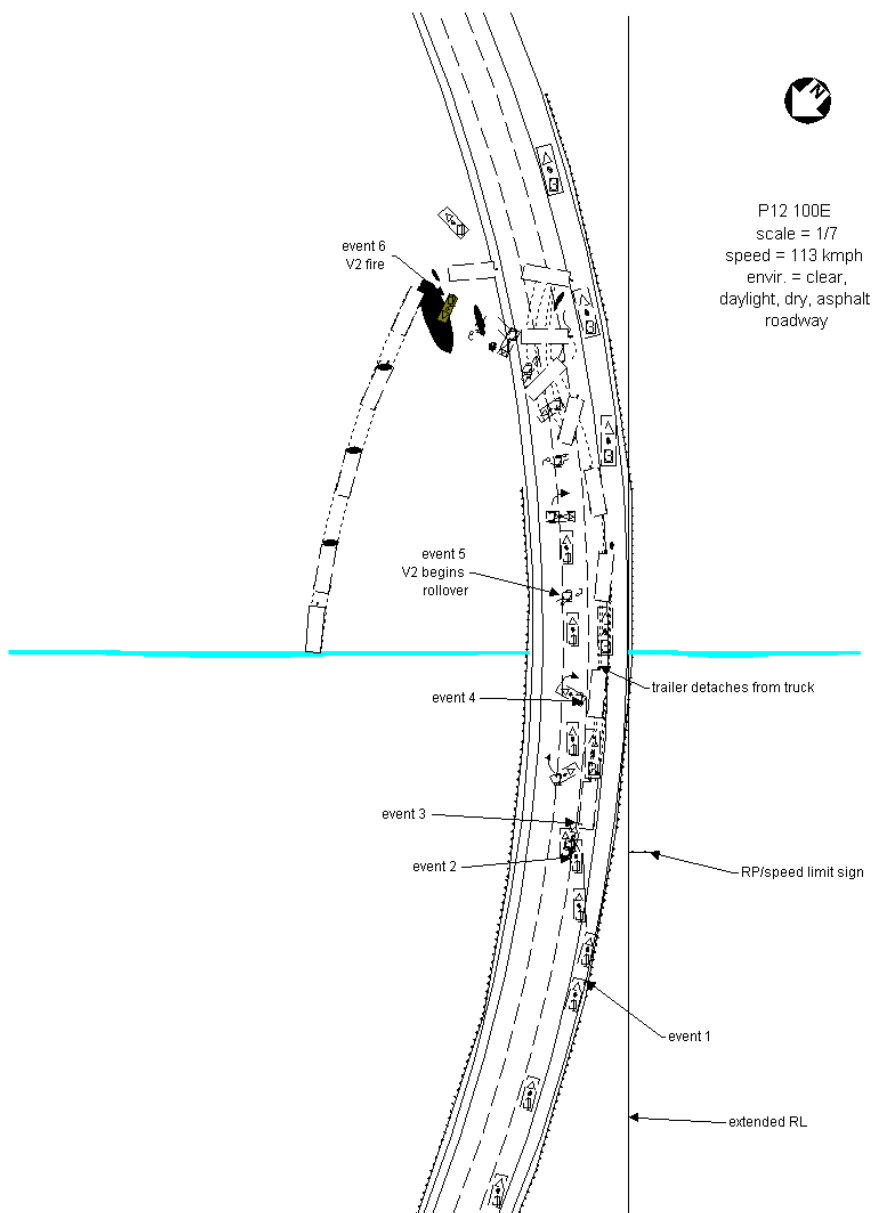 N
P12 100E
scale = 1/7
speed = 113 kmph
envir. = clear,
daylight, dry, asphalt
roadway
event 6
V2 fire
event 5
V2 begins
rollover
trailer detaches from truck
event 4
event 3
event 2
RP/speed limit sign
event 1
extended RL